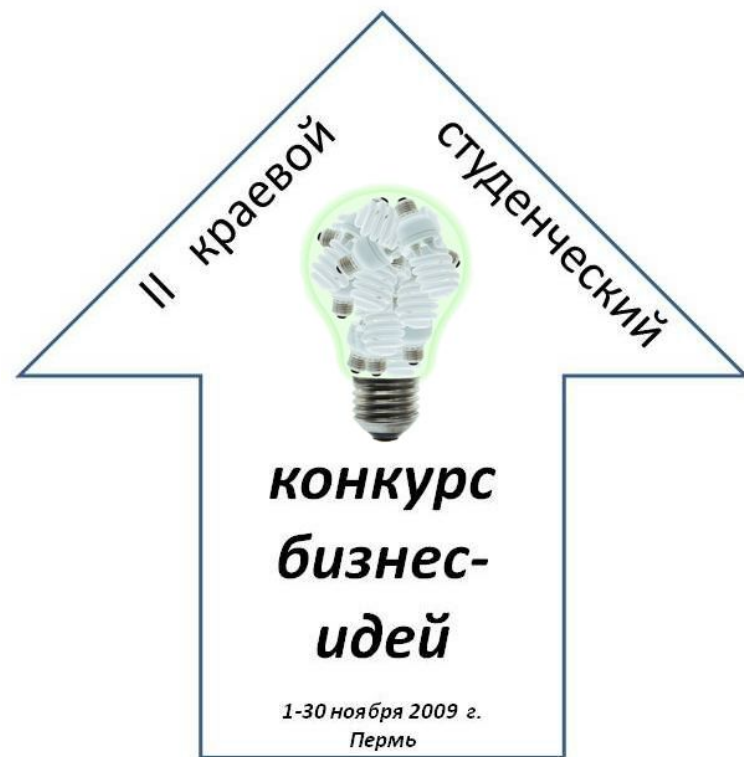 II краевой
студенческий
конкурс
бизнес-
идей
1-30 ноября 2009 г.
Пермь